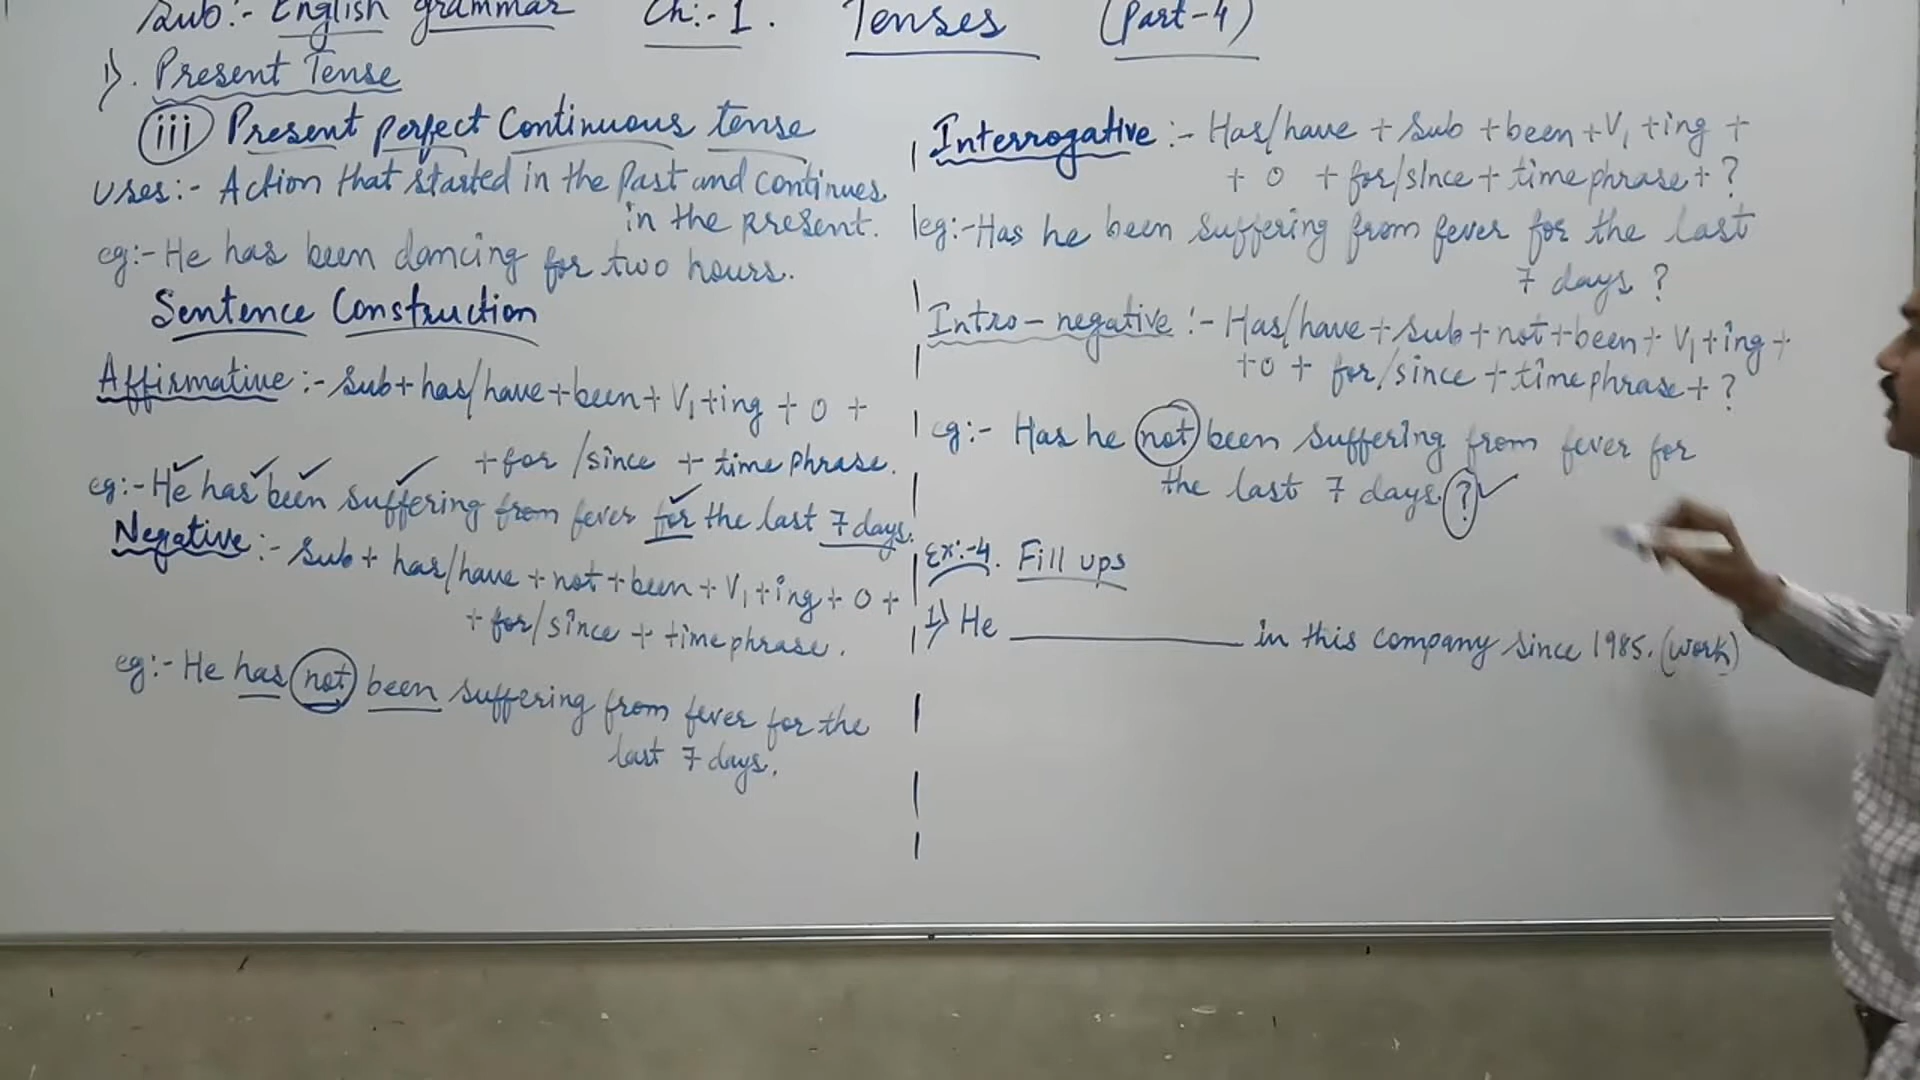 Sub:- English grammar Ch:- 1. Tenses (Part-4)
1). Present Tense
(iii) Present perfect Continuous tense
Uses:- Action that started in the Past and continues
in the present.
eg:- He has been dancing for two hours.
Sentence Construction
Affirmative:- Sub+has/have+been+V1+ing + O +
+for /since + time phrase.
eg:- He has been suffering from fever for the last 7 days.
Negative:- Sub + has/have + not + been + V1 + ing + O +
+ for/since + time phrase.
eg:- He has not been suffering from fever for the
last 7 days.
Interrogative:- Has/have + Sub + been + V1 + ing +
+ O + for/since + time phrase + ?
eg:- Has he been suffering from fever for the last
7 days?
Intro-negative:- Has/have + sub + not + been + V1 + ing +
+O + for/since + time phrase + ?
eg:- Has he not been suffering from fever for
the last 7 days.?
Ex:-4. Fill ups
1) He ____________ in this company since 1985. (work)